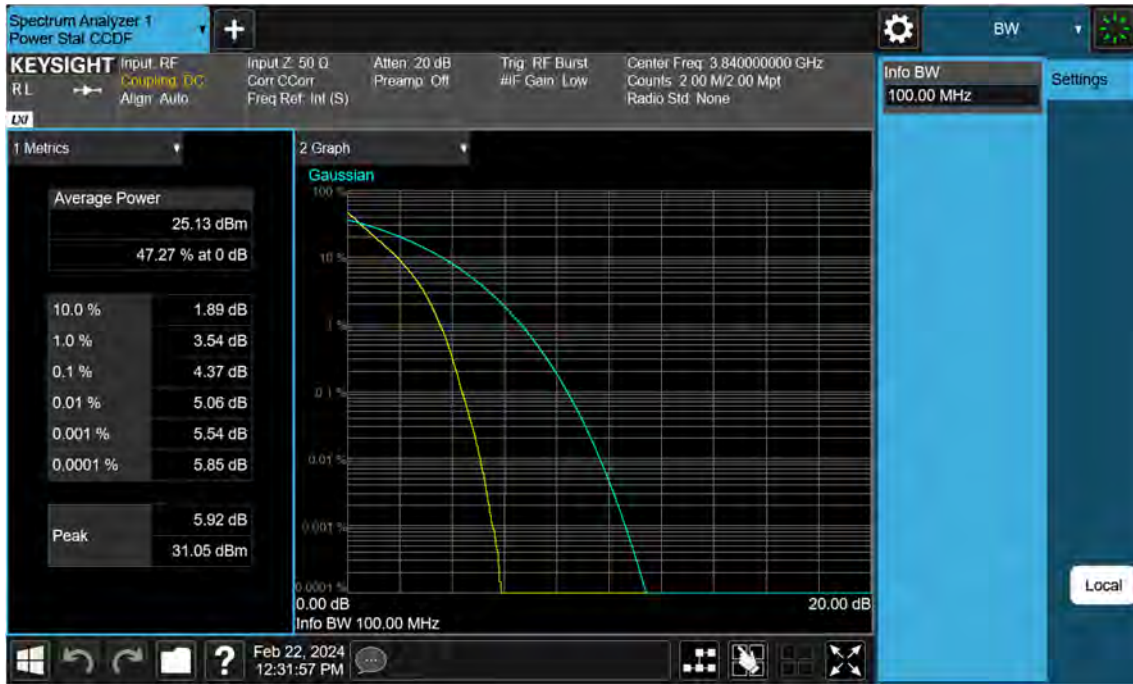 Spectrum Analyzer 1
Power Stat CCDF
+
BW
KEYSIGHT
Input: RF
Input Z: 50 Ω
Atten: 20 dB
Trig: RF Burst
Center Freq: 3.840000000 GHz
RL
Coupling: DC
Corr CCorr
Preamp: Off
#IF Gain: Low
Counts: 2.00 M/2.00 Mpt
Align: Auto
Freq Ref: Int (S)
Radio Std: None
LXI
Info BW
100.00 MHz
Settings
1 Metrics
2 Graph
Average Power
25.13 dBm
47.27 % at 0 dB
10.0 % 1.89 dB
1.0 % 3.54 dB
0.1 % 4.37 dB
0.01 % 5.06 dB
0.001 % 5.54 dB
0.0001 % 5.85 dB
Peak
5.92 dB
31.05 dBm
Gaussian
100 %
10 %
1 %
0.1 %
0.01 %
0.001 %
0.0001 %
0.00 dB
20.00 dB
Info BW 100.00 MHz
Local
?
Feb 22, 2024
12:31:57 PM